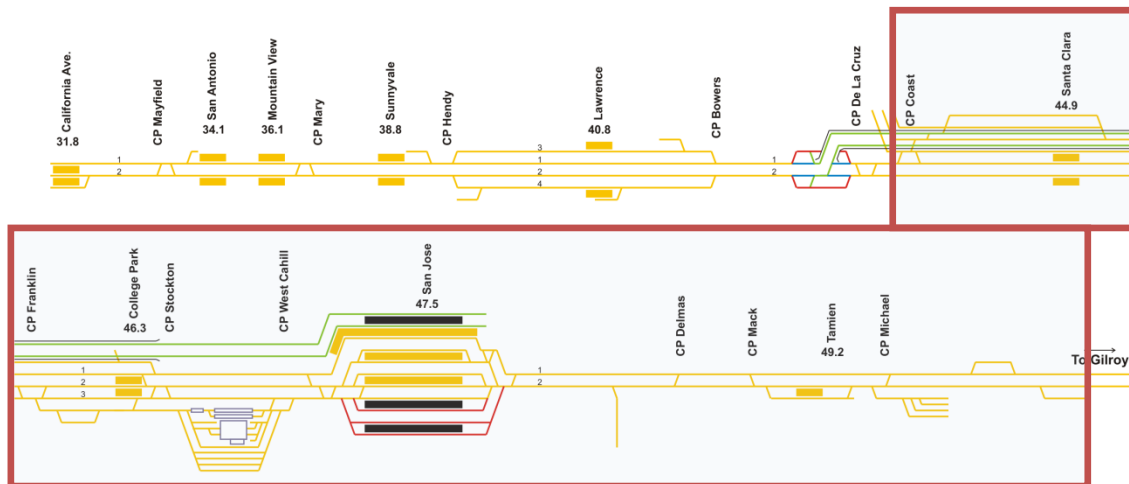 California Ave.
31.8
CP Mayfield
San Antonio
34.1
Mountain View
36.1
CP Mary
Sunnyvale
38.8
CP Hendy
Lawrence
40.8
CP Bowers
CP De La Cruz
CP Coast
Santa Clara
44.9
3
1
1
1
2
2
2
4
CP Franklin
College Park
46.3
CP Stockton
CP West Cahill
San Jose
47.5
CP Delmas
CP Mack
Tamien
49.2
CP Michael
To Gilroy
1
1
2
2
3